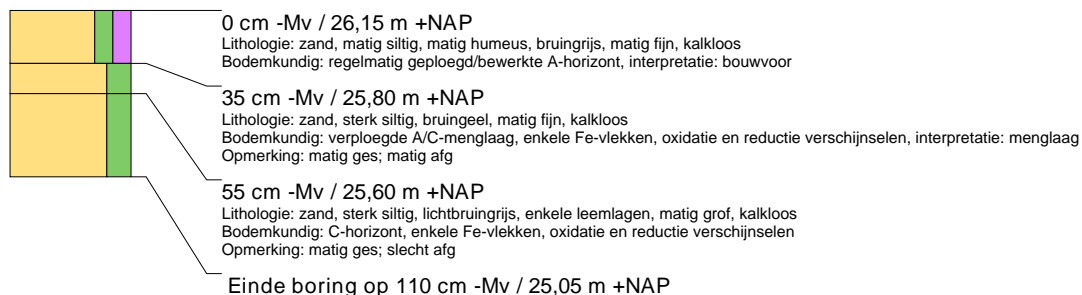 0 cm -Mv / 26,15 m +NAP
Lithologie: zand, matig siltig, matig humeus, bruingrijs, matig fijn, kalkloos
Bodemkundig: regelmatig geploegd/bewerkte A-horizont, interpretatie: bouwvoor
35 cm -Mv / 25,80 m +NAP
Lithologie: zand, sterk siltig, bruingeel, matig fijn, kalkloos
Bodemkundig: verploegde A/C-menglaag, enkele Fe-vlekken, oxidatie en reductie verschijnselen, interpretatie: menglaag
Opmerking: matig ges; matig afg
55 cm -Mv / 25,60 m +NAP
Lithologie: zand, sterk siltig, lichtbruingrijs, enkele leemlagen, matig grof, kalkloos
Bodemkundig: C-horizont, enkele Fe-vlekken, oxidatie en reductie verschijnselen
Opmerking: matig ges; slecht afg
Einde boring op 110 cm -Mv / 25,05 m +NAP